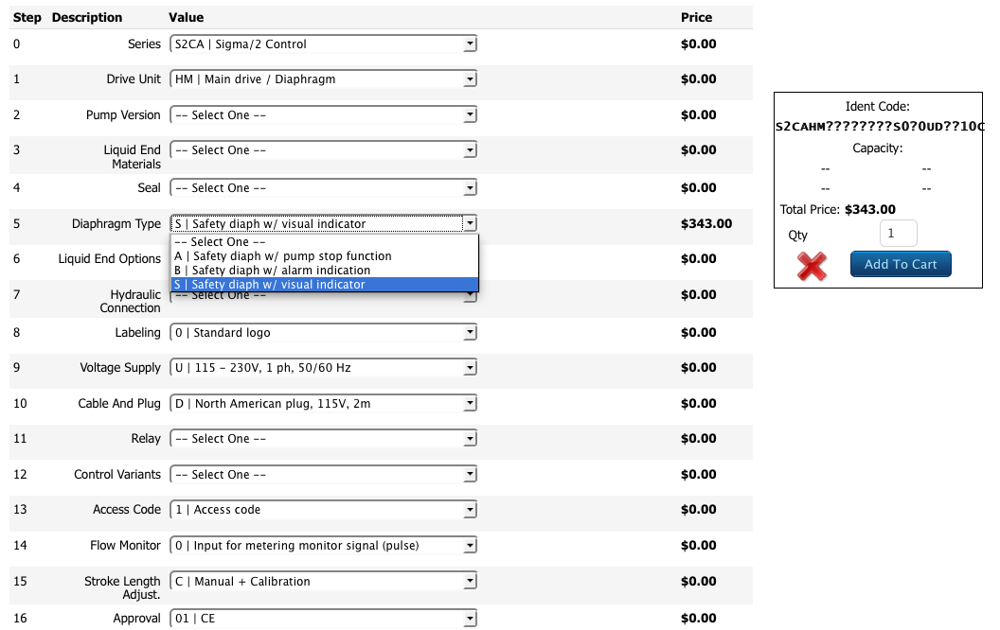 Step Description Value Price
0 Series S2CA | Sigma/2 Control $0.00
1 Drive Unit HM | Main drive / Diaphragm $0.00
2 Pump Version -- Select One -- $0.00
3 Liquid End Materials -- Select One -- $0.00
4 Seal -- Select One -- $0.00
5 Diaphragm Type S | Safety diaph w/ visual indicator $343.00
-- Select One --
A | Safety diaph w/ pump stop function
B | Safety diaph w/ alarm indication
S | Safety diaph w/ visual indicator
6 Liquid End Options $0.00
7 Hydraulic Connection -- Select One -- $0.00
8 Labeling 0 | Standard logo $0.00
9 Voltage Supply U | 115 - 230V, 1 ph, 50/60 Hz $0.00
10 Cable And Plug D | North American plug, 115V, 2m $0.00
11 Relay -- Select One -- $0.00
12 Control Variants -- Select One -- $0.00
13 Access Code 1 | Access code $0.00
14 Flow Monitor 0 | Input for metering monitor signal (pulse) $0.00
15 Stroke Length Adjust. C | Manual + Calibration $0.00
16 Approval 01 | CE $0.00
Ident Code:
S2CAHM????????S0?0UD??10C
Capacity:
-- --
-- --
Total Price: $343.00
Qty 1
Add To Cart